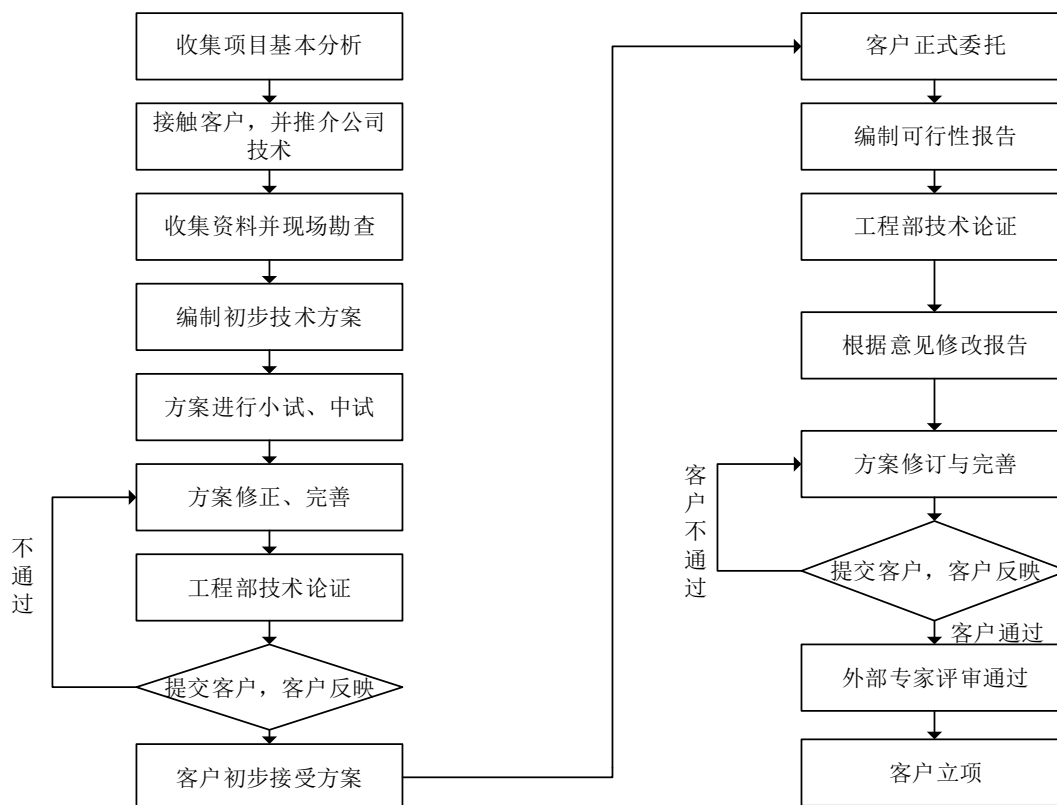 收集项目基本分析
接触客户，并推介公司
技术
收集资料并现场勘查
编制初步技术方案
方案进行小试、中试
方案修正、完善
不通过
工程部技术论证
提交客户，客户反映
客户初步接受方案
客户正式委托
编制可行性报告
工程部技术论证
根据意见修改报告
方案修订与完善
客户不通过
提交客户，客户反映
客户通过
外部专家评审通过
客户立项